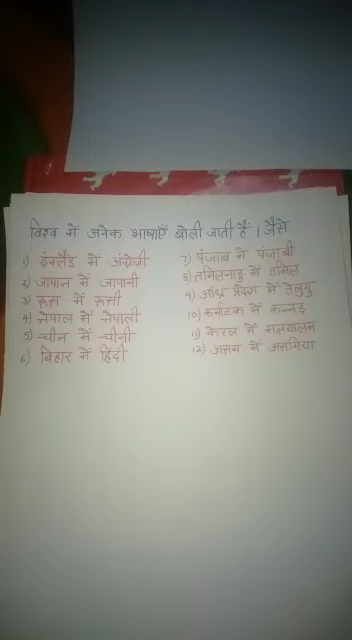 विश्व में अनेक भाषाएँ बोली जाती हैं । जैसे
1) इंग्लैंड में अंग्रेज़ी
2) जापान में जापानी
3) रूस में रूसी
4) नेपाल में नेपाली
5) चीन में चीनी
6) बिहार में हिंदी
7) पंजाब में पंजाबी
8) तमिलनाडु में तमिल
9) आंध्र प्रदेश में तेलुगु
10) कर्नाटक में कन्नड़
11) केरल में मलयालम
12) असम में असमिया